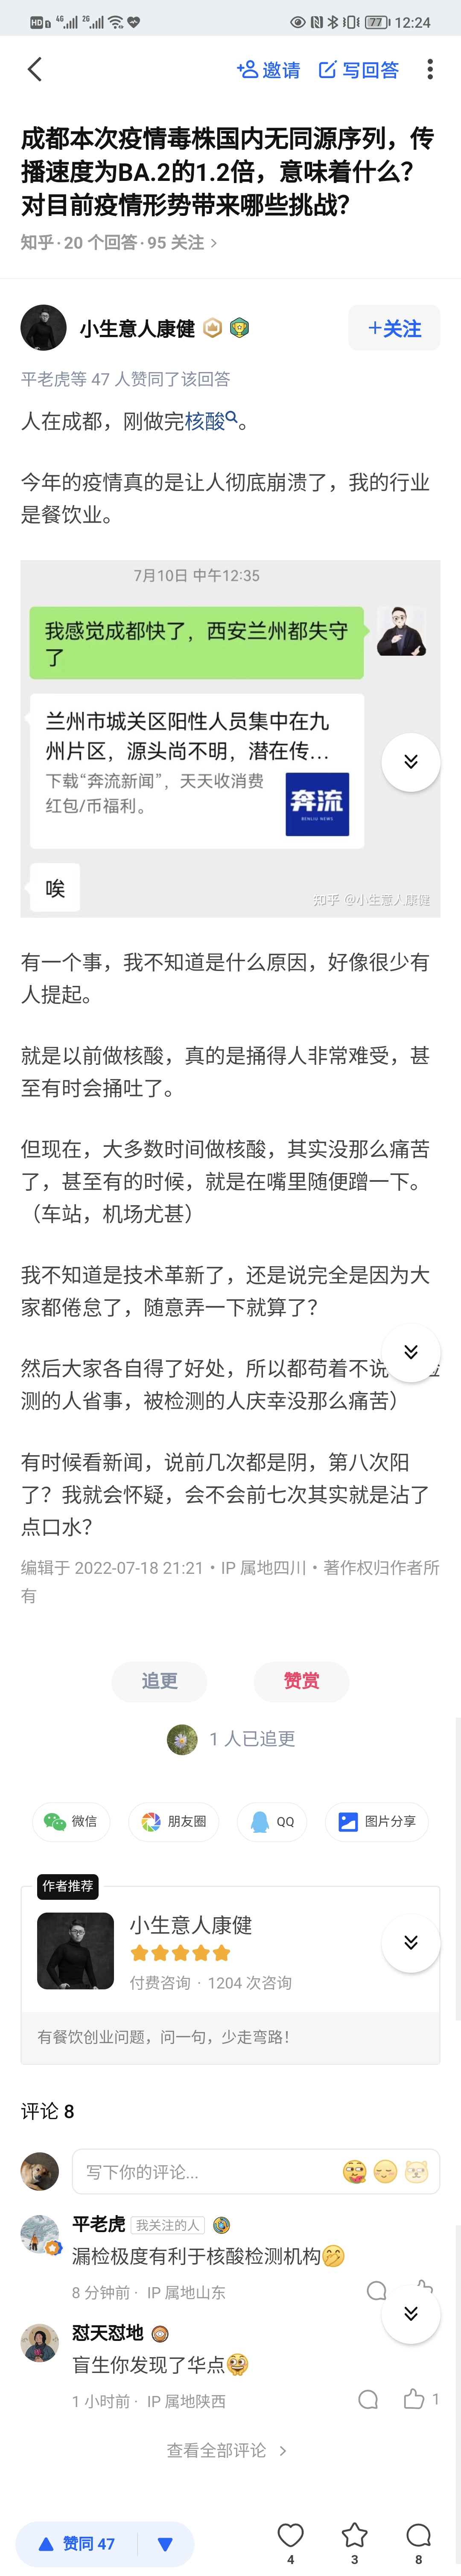 HD 4G 2G 77 12:24
邀请 写回答
成都本次疫情毒株国内无同源序列，传
播速度为BA.2的1.2倍，意味着什么？
对目前疫情形势带来哪些挑战？
知乎·20 个回答·95 关注 >
小生意人康健
+关注
平老虎等 47 人赞同了该回答
人在成都，刚做完核酸。
今年的疫情真的是让人彻底崩溃了，我的行业
是餐饮业。
7月10日 中午12:35
我感觉成都快了，西安兰州都失守
了
兰州市城关区阳性人员集中在九
州片区，源头尚不明，潜在传...
下载“奔流新闻”，天天收消费
红包/币福利。
奔流
BENLIU NEWS
唉
知乎 @小生意人康健
有一个事，我不知道是什么原因，好像很少有
人提起。
就是以前做核酸，真的是捅得人非常难受，甚
至有时会捅吐了。
但现在，大多数时间做核酸，其实没那么痛苦
了，甚至有的时候，就是在嘴里随便蹭一下。
（车站，机场尤甚）
我不知道是技术革新了，还是说完全是因为大
家都倦怠了，随意弄一下就算了？
然后大家各自得了好处，所以都苟着不说
测的人省事，被检测的人庆幸没那么痛苦）
有时候看新闻，说前几次都是阴，第八次阳
了？我就会怀疑，会不会前七次其实就是沾了
点口水？
编辑于 2022-07-18 21:21・IP 属地四川・著作权归作者所
有
追更 赞赏
1 人已追更
微信 朋友圈 QQ 图片分享
作者推荐
小生意人康健
付费咨询 · 1204 次咨询
有餐饮创业问题，问一句，少走弯路！
评论 8
写下你的评论...
平老虎 我关注的人
漏检极度有利于核酸检测机构
8 分钟前 · IP 属地山东
怼天怼地
盲生你发现了华点
1 小时前 · IP 属地陕西 1
查看全部评论 >
赞同 47
4 3 8